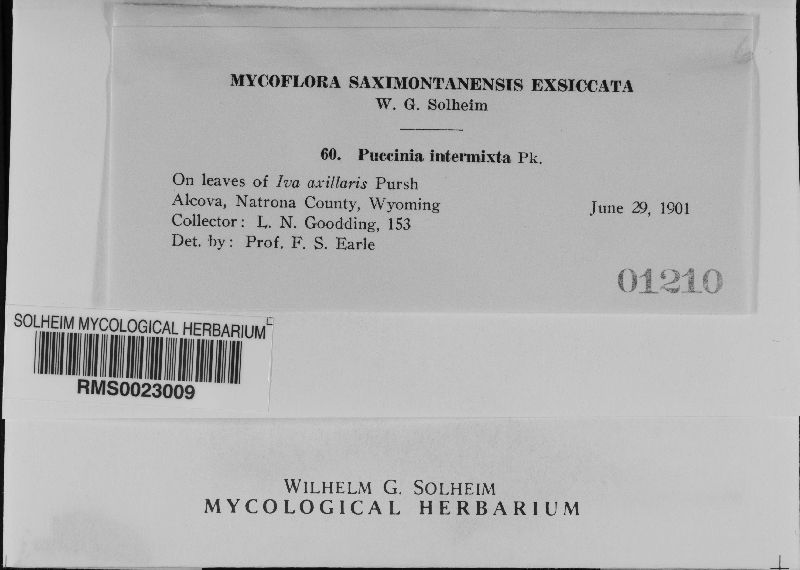 MYCOFLORA SAXIMONTANENSIS EXSICCATA
W. G. Solheim
60. Puccinia intermixta Pk.
On leaves of Iva axillaris Pursh
Alcova, Natrona County, Wyoming June 29, 1901
Collector: L. N. Goodding, 153
Det. by: Prof. F. S. Earle
01210
SOLHEIM MYCOLOGICAL HERBARIUM
RMS0023009
WILHELM G. SOLHEIM
MYCOLOGICAL HERBARIUM